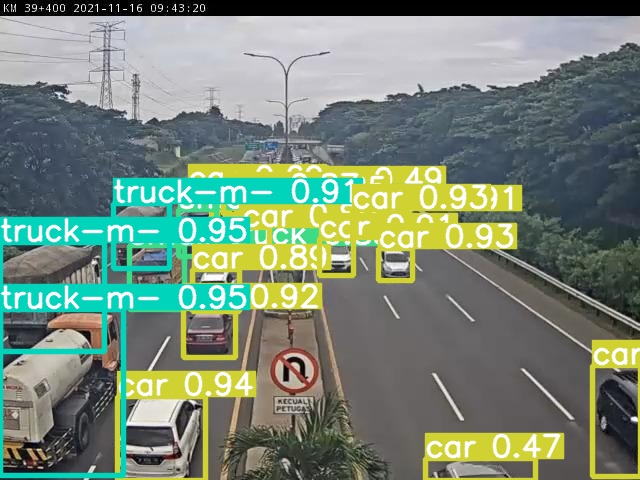 KM 39+400 2021-11-16 09:43:20
truck-m- 0.91
car 0.93
truck-m- 0.95
car 0.93
car 0.89
truck-m- 0.95
0.92
car
car 0.94
KECUALI
PETUGAS
car 0.47